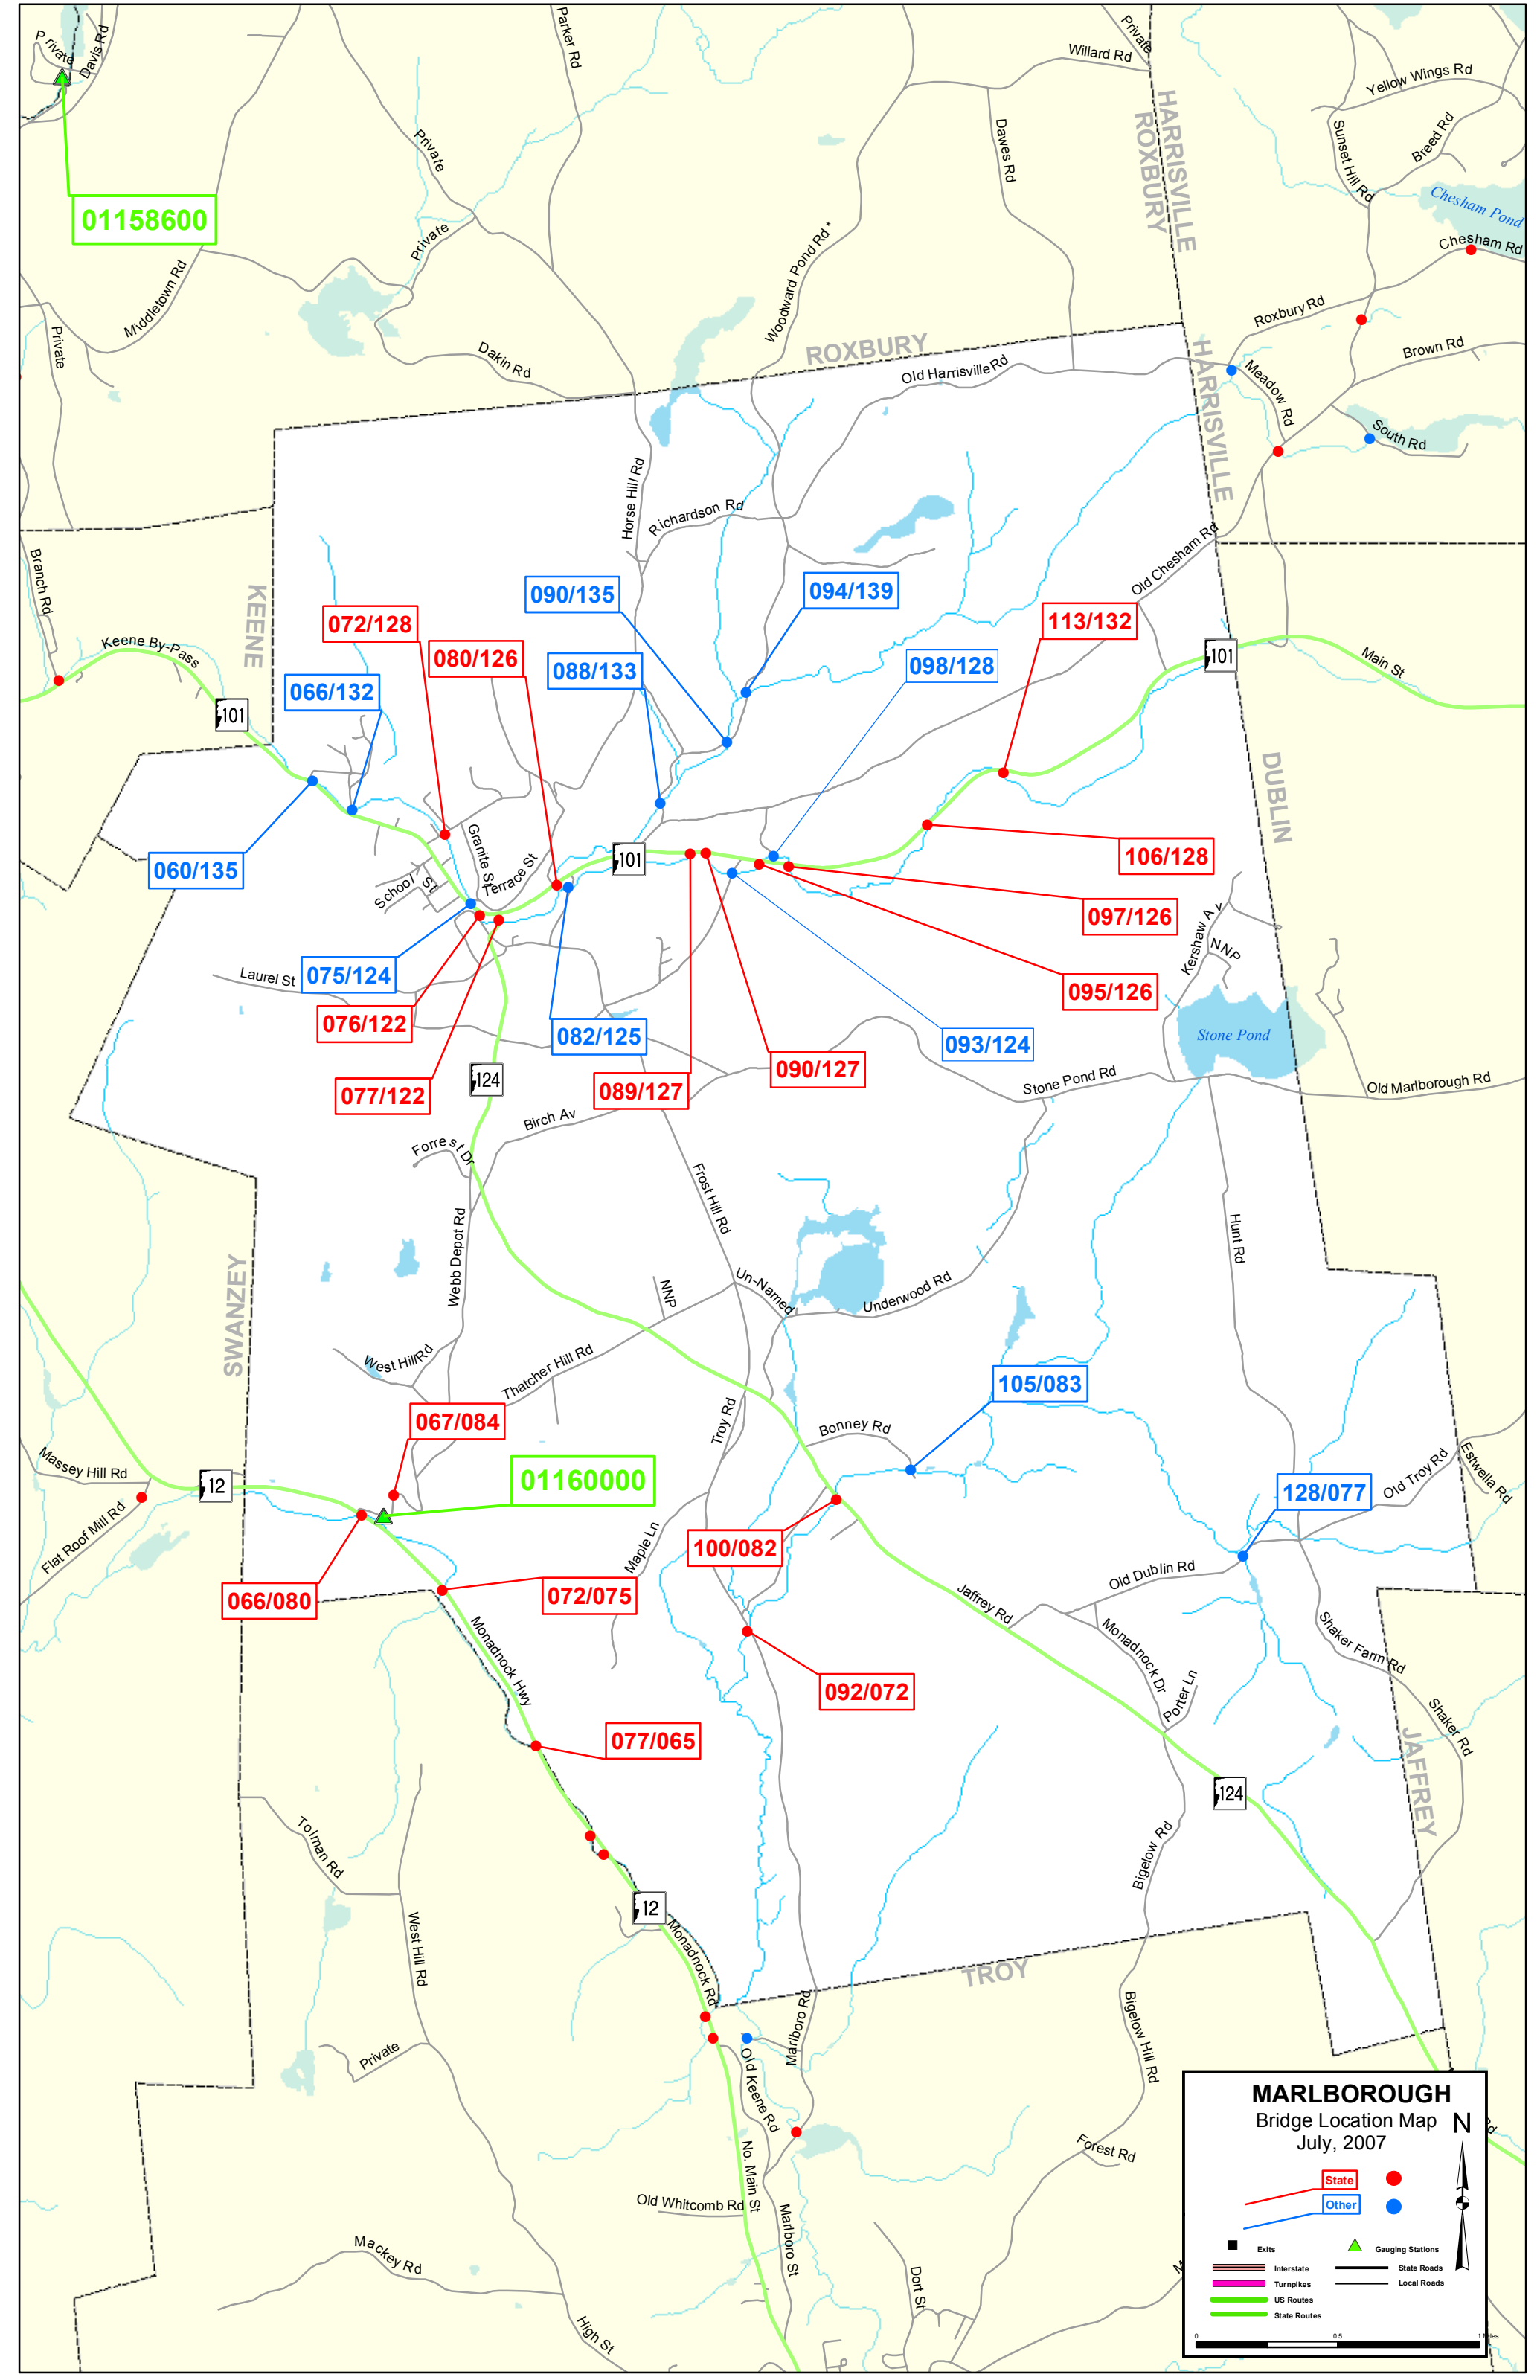 Private
Davis Rd
Parker Rd
Private
Willard Rd
Yellow Wings Rd
01158600
Private
Private
Middletown Rd
Private
Dakin Rd
Woodward Pond Rd *
Dawes Rd
HARRISVILLE
ROXBURY
Sunset Hill Rd
Breed Rd
Chesham Pond
Chesham Rd
Roxbury Rd
Brown Rd
Meadow Rd
South Rd
ROXBURY
Old Harrisville Rd
HARRISVILLE
Horse Hill Rd
Richardson Rd
Old Chesham Rd
Branch Rd
Keene By-Pass
KEENE
101
072/128
080/126
090/135
094/139
088/133
098/128
113/132
066/132
101
Main St
DUBLIN
060/135
Granite St
Terrace St
School St
101
106/128
097/126
095/126
093/124
075/124
Laurel St
076/122
082/125
077/122
089/127
090/127
124
Kershaw Av
NNP
Stone Pond
Stone Pond Rd
Old Marlborough Rd
Birch Av
Forrest Dr
Frost Hill Rd
Webb Depot Rd
SWANZEY
Hunt Rd
NNP
Un-Named
Underwood Rd
West Hill Rd
Thatcher Hill Rd
067/084
Troy Rd
Bonney Rd
105/083
Massey Hill Rd
Flat Roof Mill Rd
12
01160000
Estwella Rd
Old Troy Rd
128/077
066/080
072/075
Maple Ln
100/082
Old Dublin Rd
Jaffrey Rd
Monadnock Dr
Porter Ln
Shaker Farm Rd
Shaker Rd
092/072
Monadnock Hwy
077/065
JAFFREY
124
Tolman Rd
Bigelow Rd
12
Monadnock Rd
West Hill Rd
TROY
Private
Marlboro Rd
Bigelow Hill Rd
Old Keene Rd
Forest Rd
No. Main St
Old Whitcomb Rd
Marlboro St
Mackey Rd
High St
Dort St
Rd
MARLBOROUGH
Bridge Location Map
July, 2007
N
State
Other
Exits
Gauging Stations
Interstate
State Roads
Turnpikes
Local Roads
US Routes
State Routes
0 0.5 1 Miles